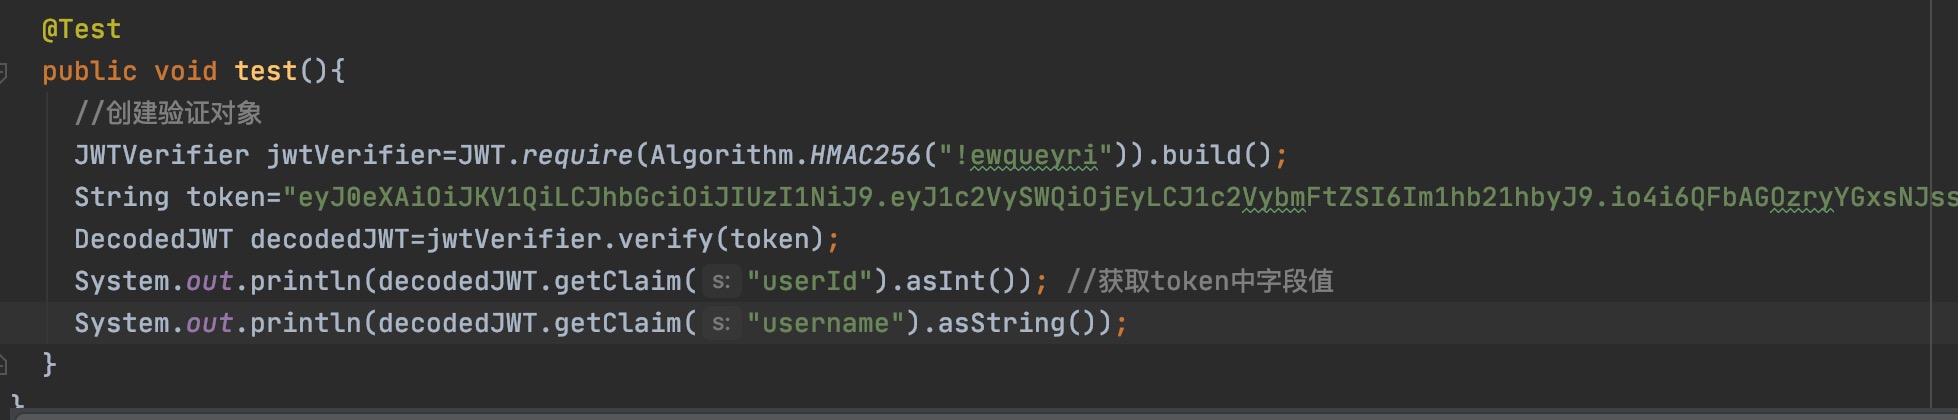 @Test
public void test(){
//创建验证对象
JWTVerifier jwtVerifier=JWT.require(Algorithm.HMAC256("!ewqueyri")).build();
String token="eyJ0eXAiOiJKV1QiLCJhbGciOiJIUzI1NiJ9.eyJ1c2VySWQiOjEyLCJ1c2VybmFtZSI6Im1hb21hbyJ9.io4i6QFbAGOzryYGxsNJss
DecodedJWT decodedJWT=jwtVerifier.verify(token);
System.out.println(decodedJWT.getClaim( s: "userId").asInt()); //获取token中字段值
System.out.println(decodedJWT.getClaim( s: "username").asString());
}
}